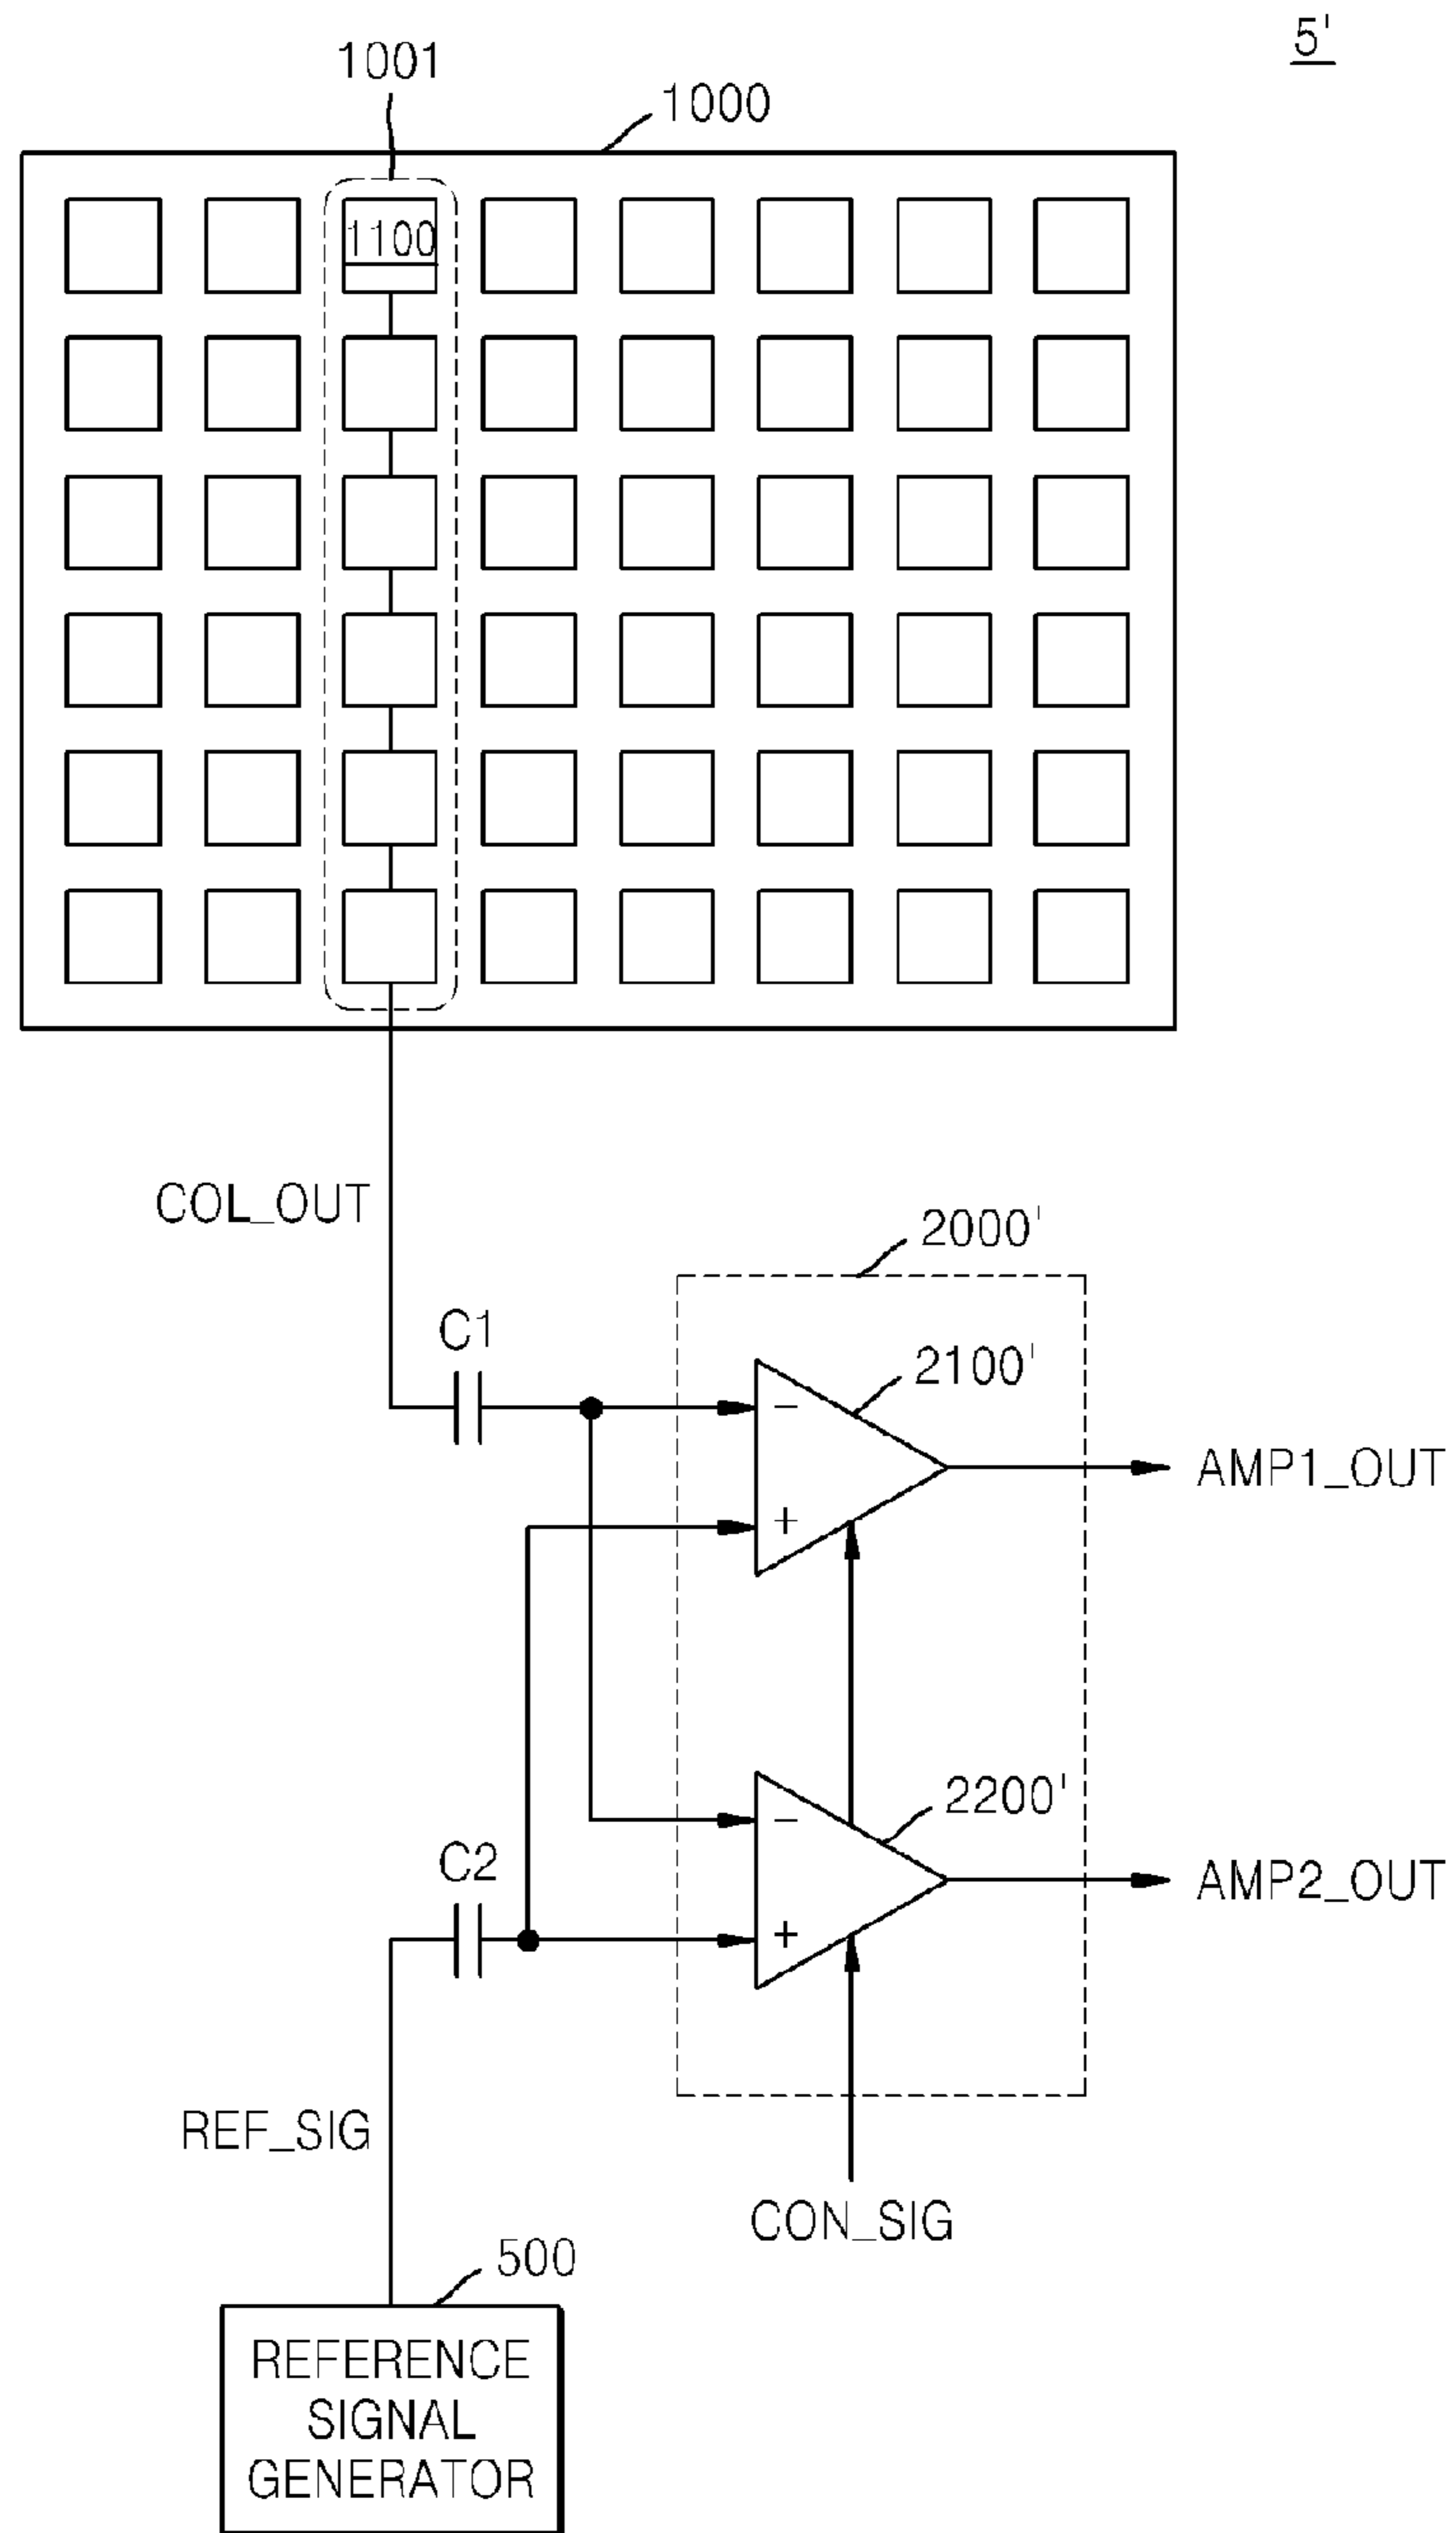 5'
1001
1000
1100
COL_OUT
2000'
C1
2100'
−
+
AMP1_OUT
2200'
C2
−
+
AMP2_OUT
REF_SIG
CON_SIG
500
REFERENCE
SIGNAL
GENERATOR